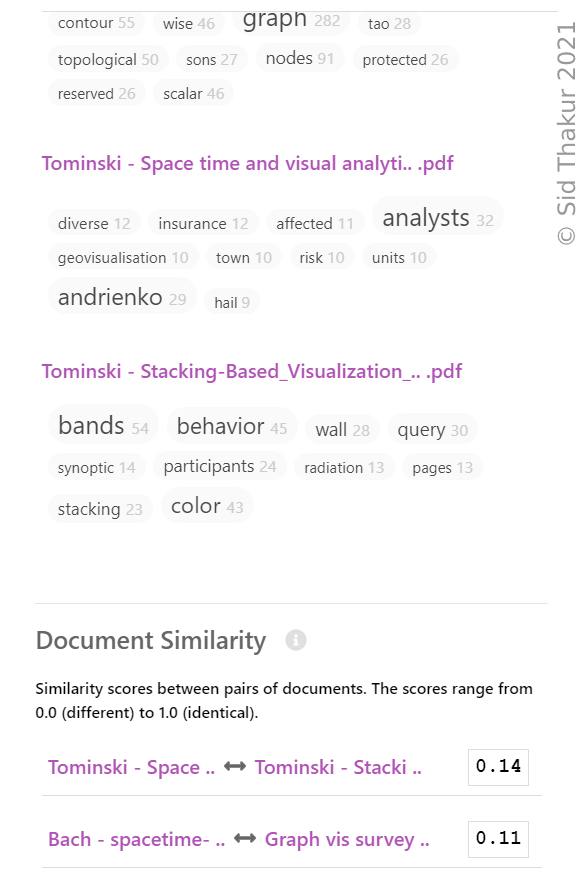 contour 55 wise 46 graph 282 tao 28
topological 50 sons 27 nodes 91 protected 26
reserved 26 scalar 46
© Sid Thakur 2021
Tominski - Space time and visual analyti.. .pdf
diverse 12 insurance 12 affected 11 analysts 32
geovisualisation 10 town 10 risk 10 units 10
andrienko 29 hail 9
Tominski - Stacking-Based_Visualization_.. .pdf
bands 54 behavior 45 wall 28 query 30
synoptic 14 participants 24 radiation 13 pages 13
stacking 23 color 43
Document Similarity i
Similarity scores between pairs of documents. The scores range from
0.0 (different) to 1.0 (identical).
Tominski - Space .. ↔ Tominski - Stacki .. 0.14
Bach - spacetime- .. ↔ Graph vis survey .. 0.11